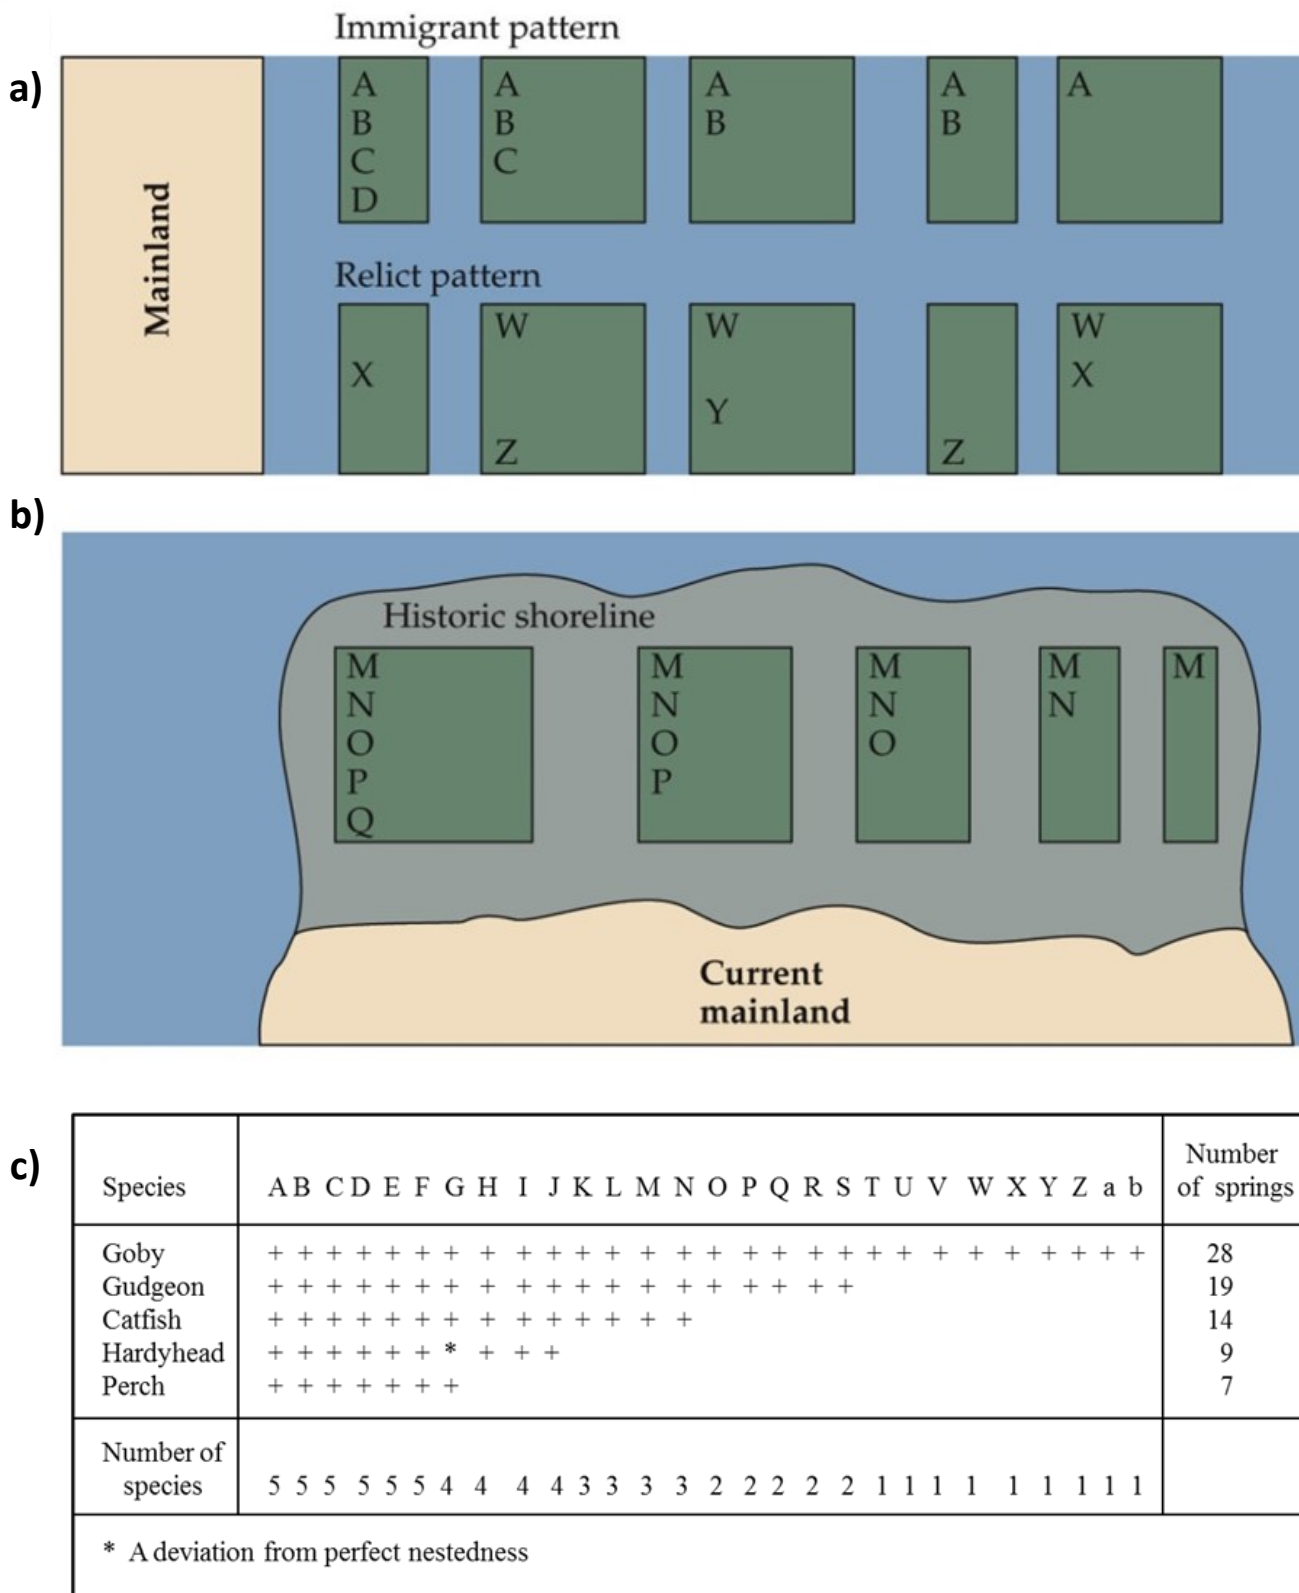 Immigrant pattern
a)
Mainland
A A A A A
B B B B
C C
D
Relict pattern
W W W
X X
Y
Z Z
b)
Historic shoreline
M M M M M
N N N N
O O O
P P
Q
Current
mainland
c)
Species A B C D E F G H I J K L M N O P Q R S T U V W X Y Z a b Number of springs
Goby + + + + + + + + + + + + + + + + + + + + + + + + + + + + 28
Gudgeon + + + + + + + + + + + + + + + + + + + 19
Catfish + + + + + + + + + + + + + + 14
Hardyhead + + + + + + * + + + 9
Perch + + + + + + + 7
Number of species 5 5 5 5 5 5 4 4 4 4 3 3 3 3 2 2 2 2 2 1 1 1 1 1 1 1 1 1
* A deviation from perfect nestedness